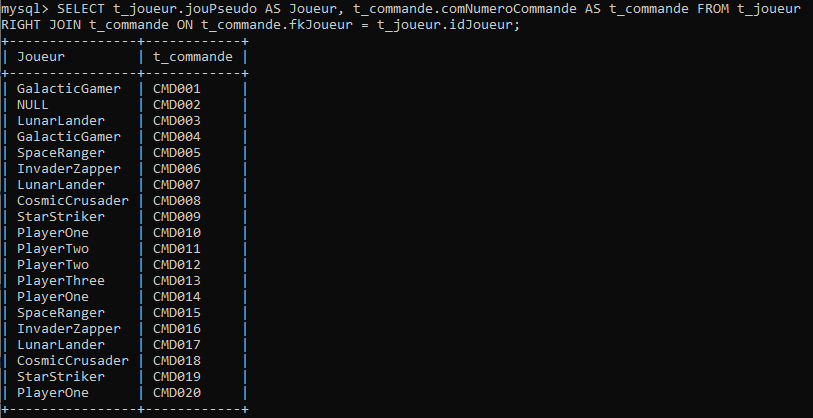 mysql> SELECT t_joueur.jouPseudo AS Joueur, t_commande.comNumeroCommande AS t_commande FROM t_joueur
RIGHT JOIN t_commande ON t_commande.fkJoueur = t_joueur.idJoueur;
+----------------+------------+
| Joueur         | t_commande |
+----------------+------------+
| GalacticGamer  | CMD001     |
| NULL           | CMD002     |
| LunarLander    | CMD003     |
| GalacticGamer  | CMD004     |
| SpaceRanger    | CMD005     |
| InvaderZapper  | CMD006     |
| LunarLander    | CMD007     |
| CosmicCrusader | CMD008     |
| StarStriker    | CMD009     |
| PlayerOne      | CMD010     |
| PlayerTwo      | CMD011     |
| PlayerTwo      | CMD012     |
| PlayerThree    | CMD013     |
| PlayerOne      | CMD014     |
| SpaceRanger    | CMD015     |
| InvaderZapper  | CMD016     |
| LunarLander    | CMD017     |
| CosmicCrusader | CMD018     |
| StarStriker    | CMD019     |
| PlayerOne      | CMD020     |
+----------------+------------+